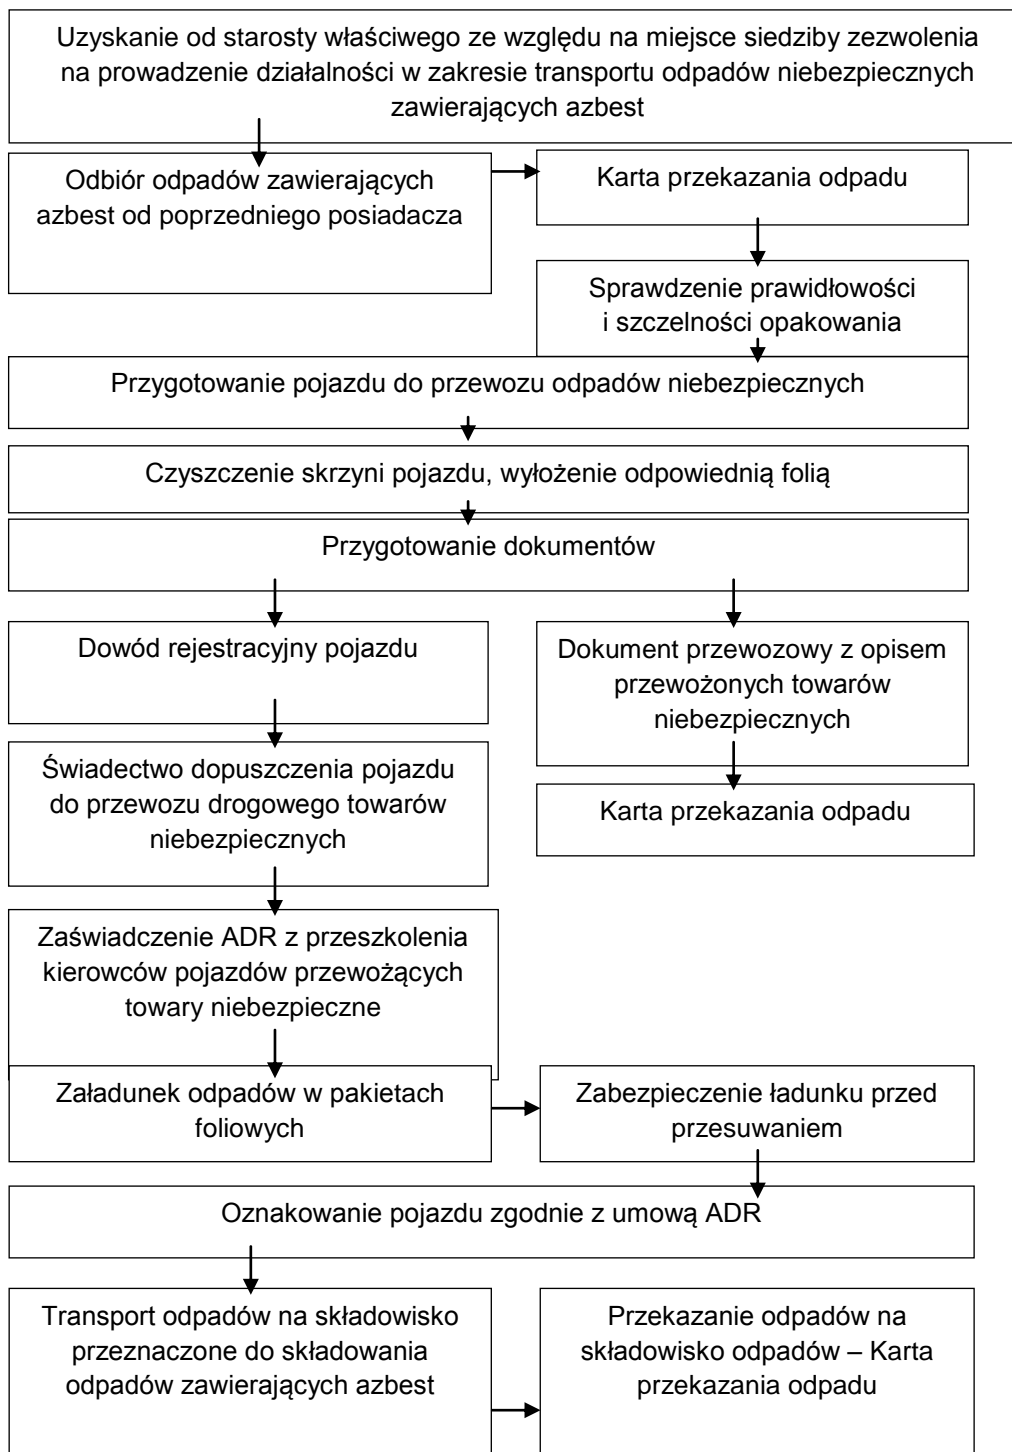 Uzyskanie od starosty właściwego ze względu na miejsce siedziby zezwolenia
na prowadzenie działalności w zakresie transportu odpadów niebezpiecznych
zawierających azbest
Odbiór odpadów zawierających
azbest od poprzedniego posiadacza
Karta przekazania odpadu
Sprawdzenie prawidłowości
i szczelności opakowania
Przygotowanie pojazdu do przewozu odpadów niebezpiecznych
Czyszczenie skrzyni pojazdu, wyłożenie odpowiednią folią
Przygotowanie dokumentów
Dowód rejestracyjny pojazdu
Świadectwo dopuszczenia pojazdu
do przewozu drogowego towarów
niebezpiecznych
Zaświadczenie ADR z przeszkolenia
kierowców pojazdów przewożących
towary niebezpieczne
Dokument przewozowy z opisem
przewożonych towarów
niebezpiecznych
Karta przekazania odpadu
Załadunek odpadów w pakietach
foliowych
Zabezpieczenie ładunku przed
przesuwaniem
Oznakowanie pojazdu zgodnie z umową ADR
Transport odpadów na składowisko
przeznaczone do składowania
odpadów zawierających azbest
Przekazanie odpadów na
składowisko odpadów – Karta
przekazania odpadu